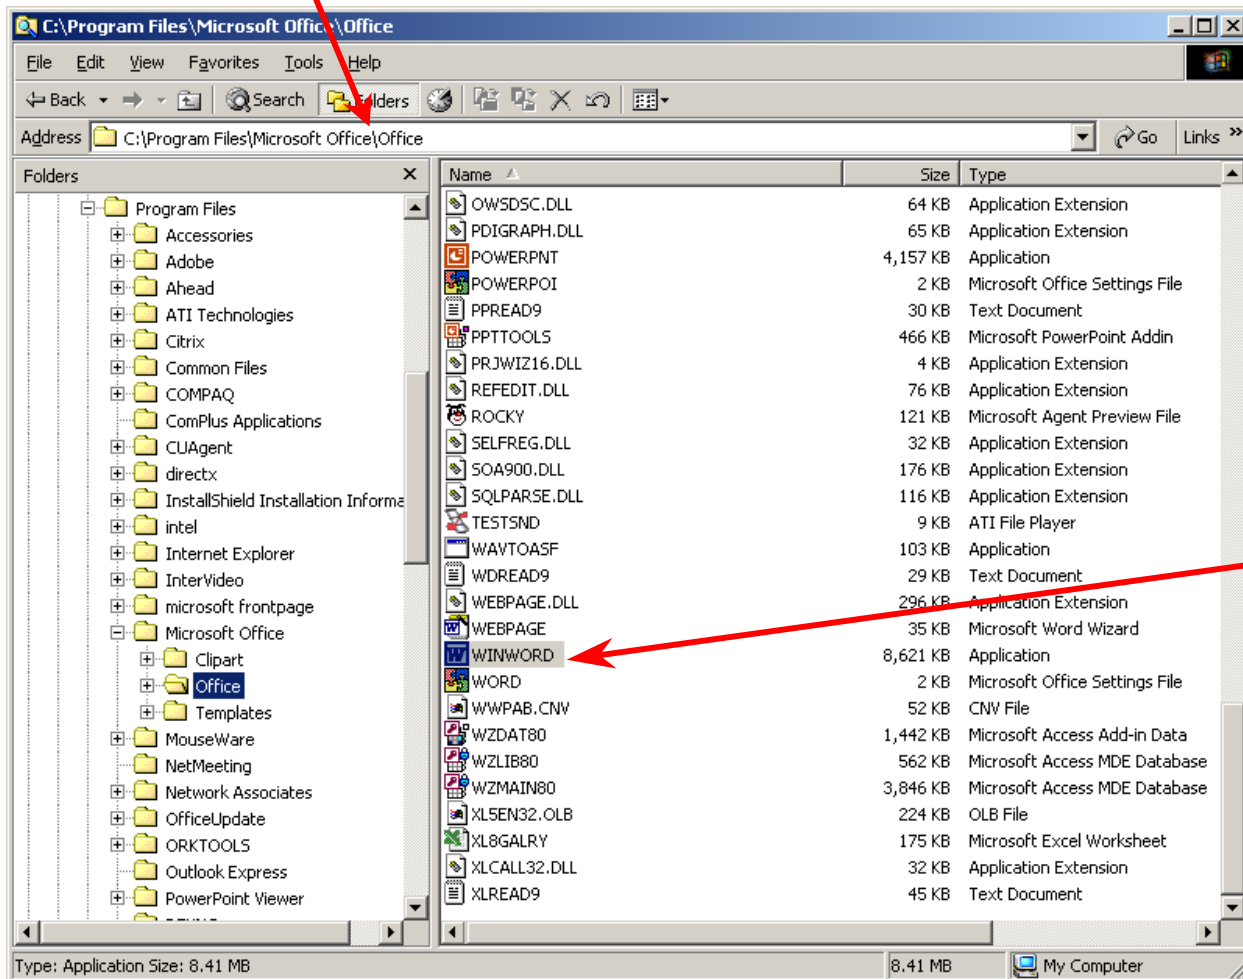 C:\Program Files\Microsoft Office\Office
File Edit View Favorites Tools Help
Back Search Folders
Address C:\Program Files\Microsoft Office\Office Go Links »
Folders
Program Files
Accessories
Adobe
Ahead
ATI Technologies
Citrix
Common Files
COMPAQ
ComPlus Applications
CUAgent
directx
InstallShield Installation Informa
intel
Internet Explorer
InterVideo
microsoft frontpage
Microsoft Office
Clipart
Office
Templates
MouseWare
NetMeeting
Network Associates
OfficeUpdate
ORKTOOLS
Outlook Express
PowerPoint Viewer
Name Size Type
OWSDSC.DLL 64 KB Application Extension
PDIGRAPH.DLL 65 KB Application Extension
POWERPNT 4,157 KB Application
POWERPOI 2 KB Microsoft Office Settings File
PPREAD9 30 KB Text Document
PPTTOOLS 466 KB Microsoft PowerPoint Addin
PRJWIZ16.DLL 4 KB Application Extension
REFEDIT.DLL 76 KB Application Extension
ROCKY 121 KB Microsoft Agent Preview File
SELFREG.DLL 32 KB Application Extension
SOA900.DLL 176 KB Application Extension
SQLPARSE.DLL 116 KB Application Extension
TESTSND 9 KB ATI File Player
WAVTOASF 103 KB Application
WDREAD9 29 KB Text Document
WEBPAGE.DLL 296 KB Application Extension
WEBPAGE 35 KB Microsoft Word Wizard
WINWORD 8,621 KB Application
WORD 2 KB Microsoft Office Settings File
WWPAB.CNV 52 KB CNV File
WZDAT80 1,442 KB Microsoft Access Add-in Data
WZLIB80 562 KB Microsoft Access MDE Database
WZMAIN80 3,846 KB Microsoft Access MDE Database
XL5EN32.OLB 224 KB OLB File
XL8GALRY 175 KB Microsoft Excel Worksheet
XLCALL32.DLL 32 KB Application Extension
XLREAD9 45 KB Text Document
Type: Application Size: 8.41 MB 8.41 MB My Computer